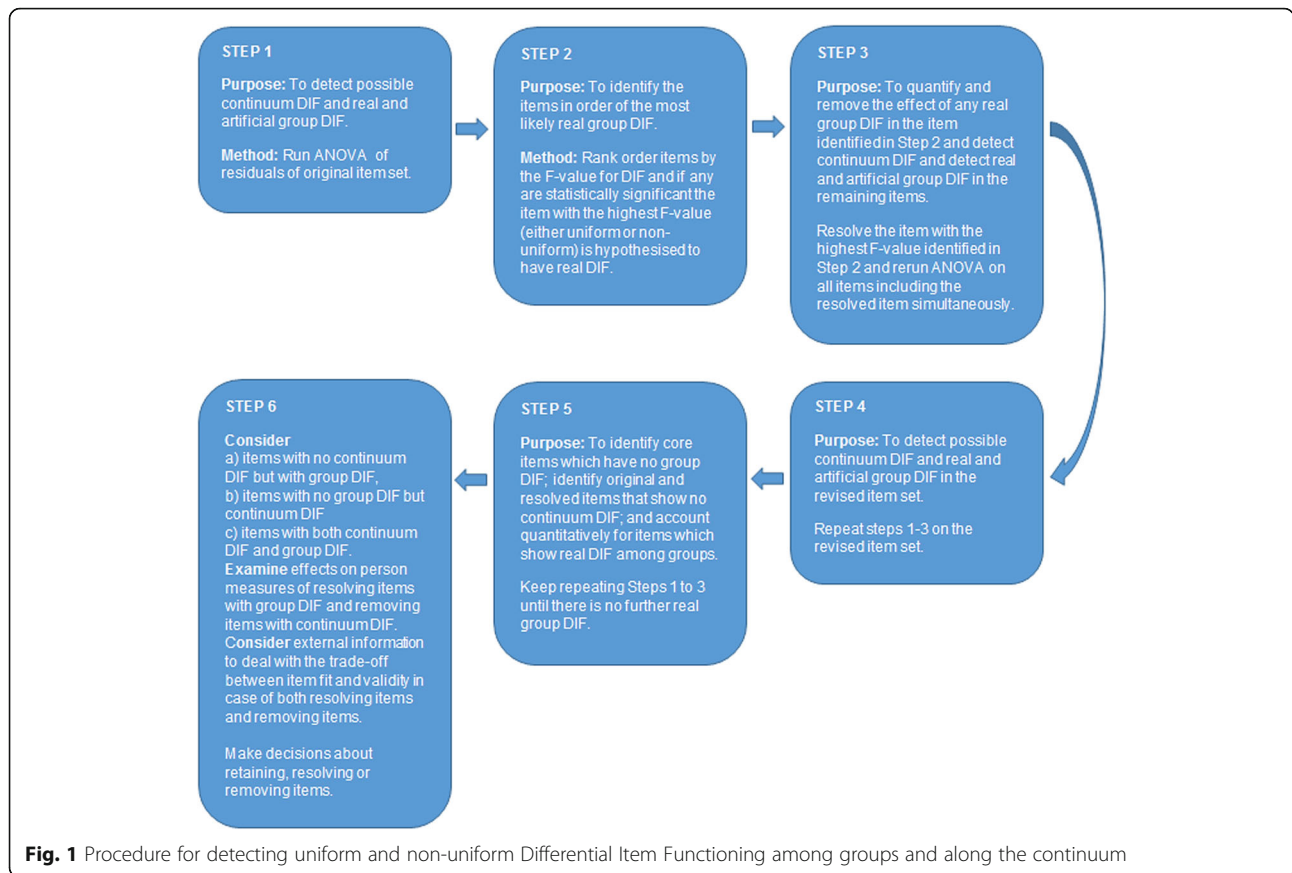 STEP 1
Purpose: To detect possible
continuum DIF and real and
artificial group DIF.
Method: Run ANOVA of
residuals of original item set.
STEP 2
Purpose: To identify the
items in order of the most
likely real group DIF.
Method: Rank order items by
the F-value for DIF and if any
are statistically significant the
item with the highest F-value
(either uniform or non-
uniform) is hypothesised to
have real DIF.
STEP 3
Purpose: To quantify and
remove the effect of any real
group DIF in the item
identified in Step 2 and detect
continuum DIF and detect real
and artificial group DIF in the
remaining items.
Resolve the item with the
highest F-value identified in
Step 2 and rerun ANOVA on
all items including the
resolved item simultaneously.
STEP 4
Purpose: To detect possible
continuum DIF and real and
artificial group DIF in the
revised item set.
Repeat steps 1-3 on the
revised item set.
STEP 5
Purpose: To identify core
items which have no group
DIF; identify original and
resolved items that show no
continuum DIF; and account
quantitatively for items which
show real DIF among groups.
Keep repeating Steps 1 to 3
until there is no further real
group DIF.
STEP 6
Consider
a) items with no continuum
DIF but with group DIF,
b) items with no group DIF but
continuum DIF
c) items with both continuum
DIF and group DIF.
Examine effects on person
measures of resolving items
with group DIF and removing
items with continuum DIF.
Consider external information
to deal with the trade-off
between item fit and validity in
case of both resolving items
and removing items.
Make decisions about
retaining, resolving or
removing items.
Fig. 1 Procedure for detecting uniform and non-uniform Differential Item Functioning among groups and along the continuum